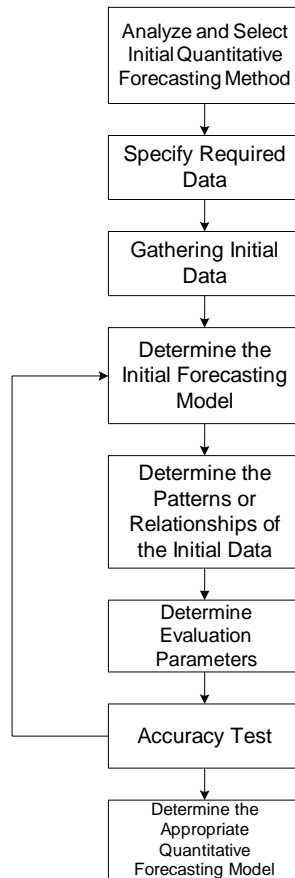 Analyze and Select
Initial Quantitative
Forecasting Method
Specify Required
Data
Gathering Initial
Data
Determine the
Initial Forecasting
Model
Determine the
Patterns or
Relationships of
the Initial Data
Determine
Evaluation
Parameters
Accuracy Test
Determine the
Appropriate
Quantitative
Forecasting Model